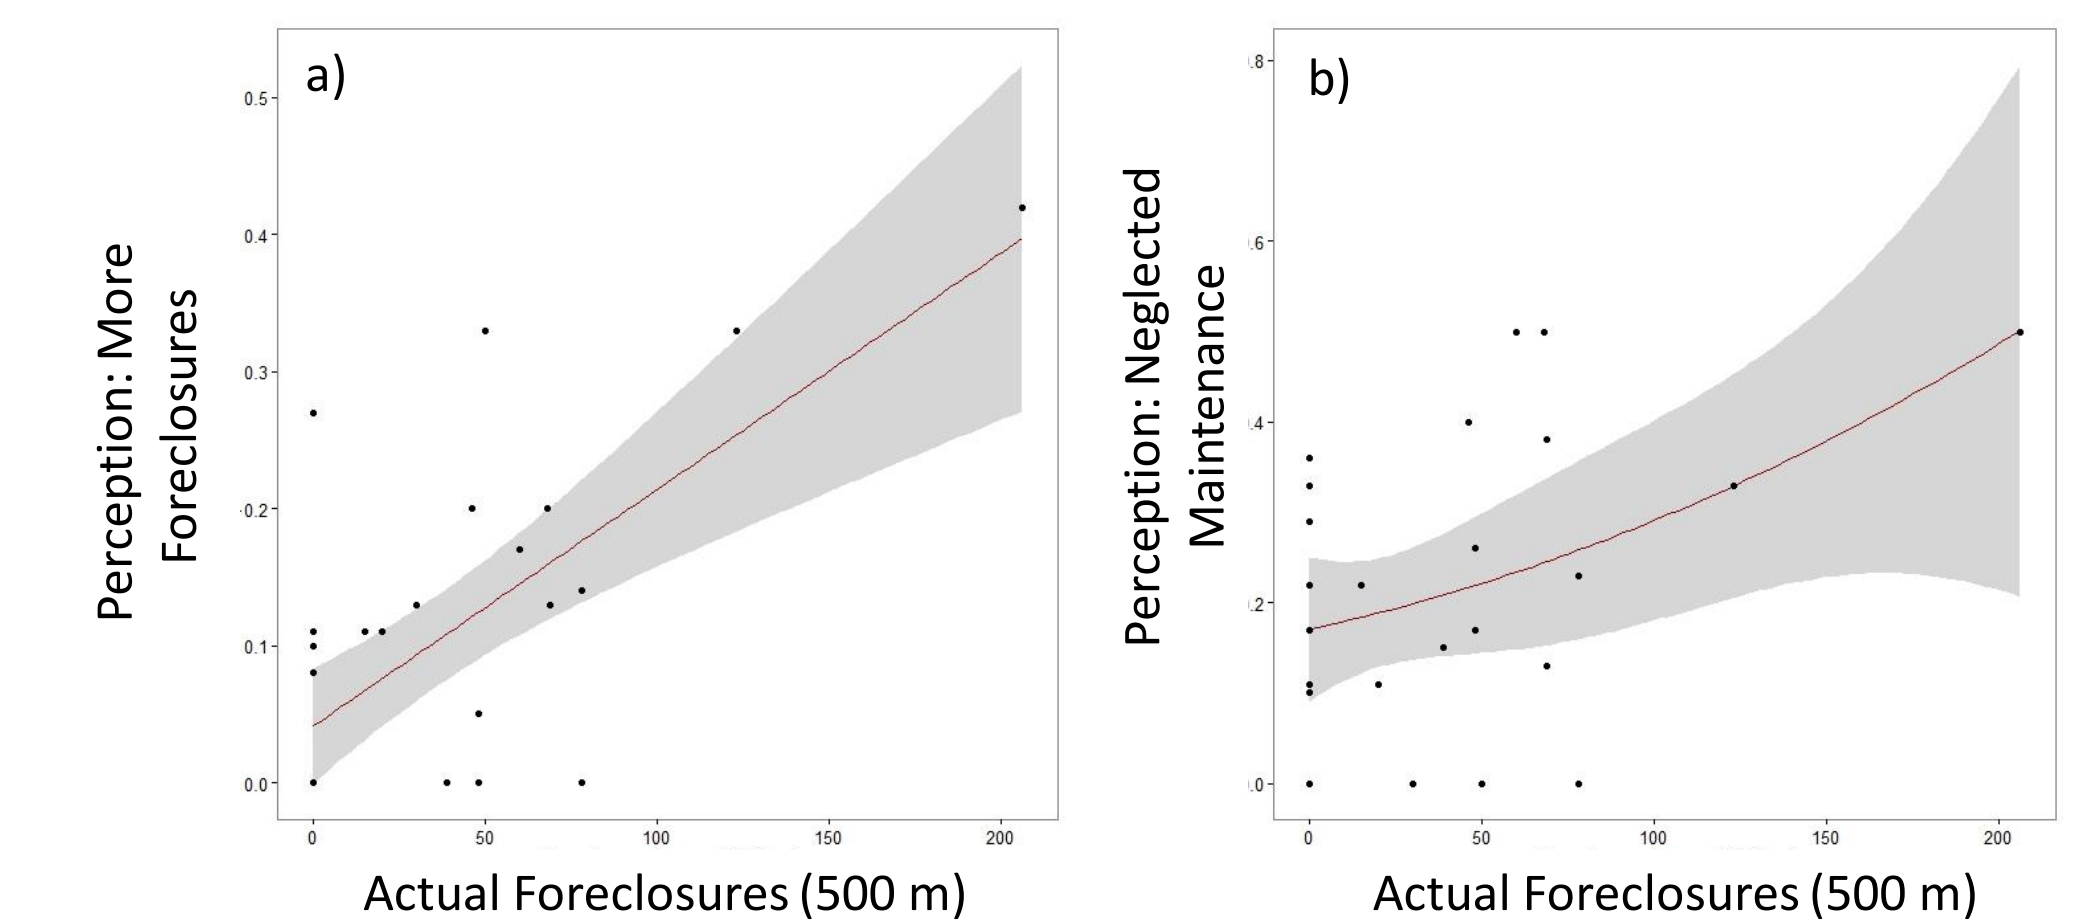 a)
0.5
0.4
0.3
0.2
0.1
0.0
0
50
100
150
200
Perception: More
Foreclosures
Actual Foreclosures (500 m)
b)
.8
.6
.4
.2
.0
0
50
100
150
200
Perception: Neglected
Maintenance
Actual Foreclosures (500 m)